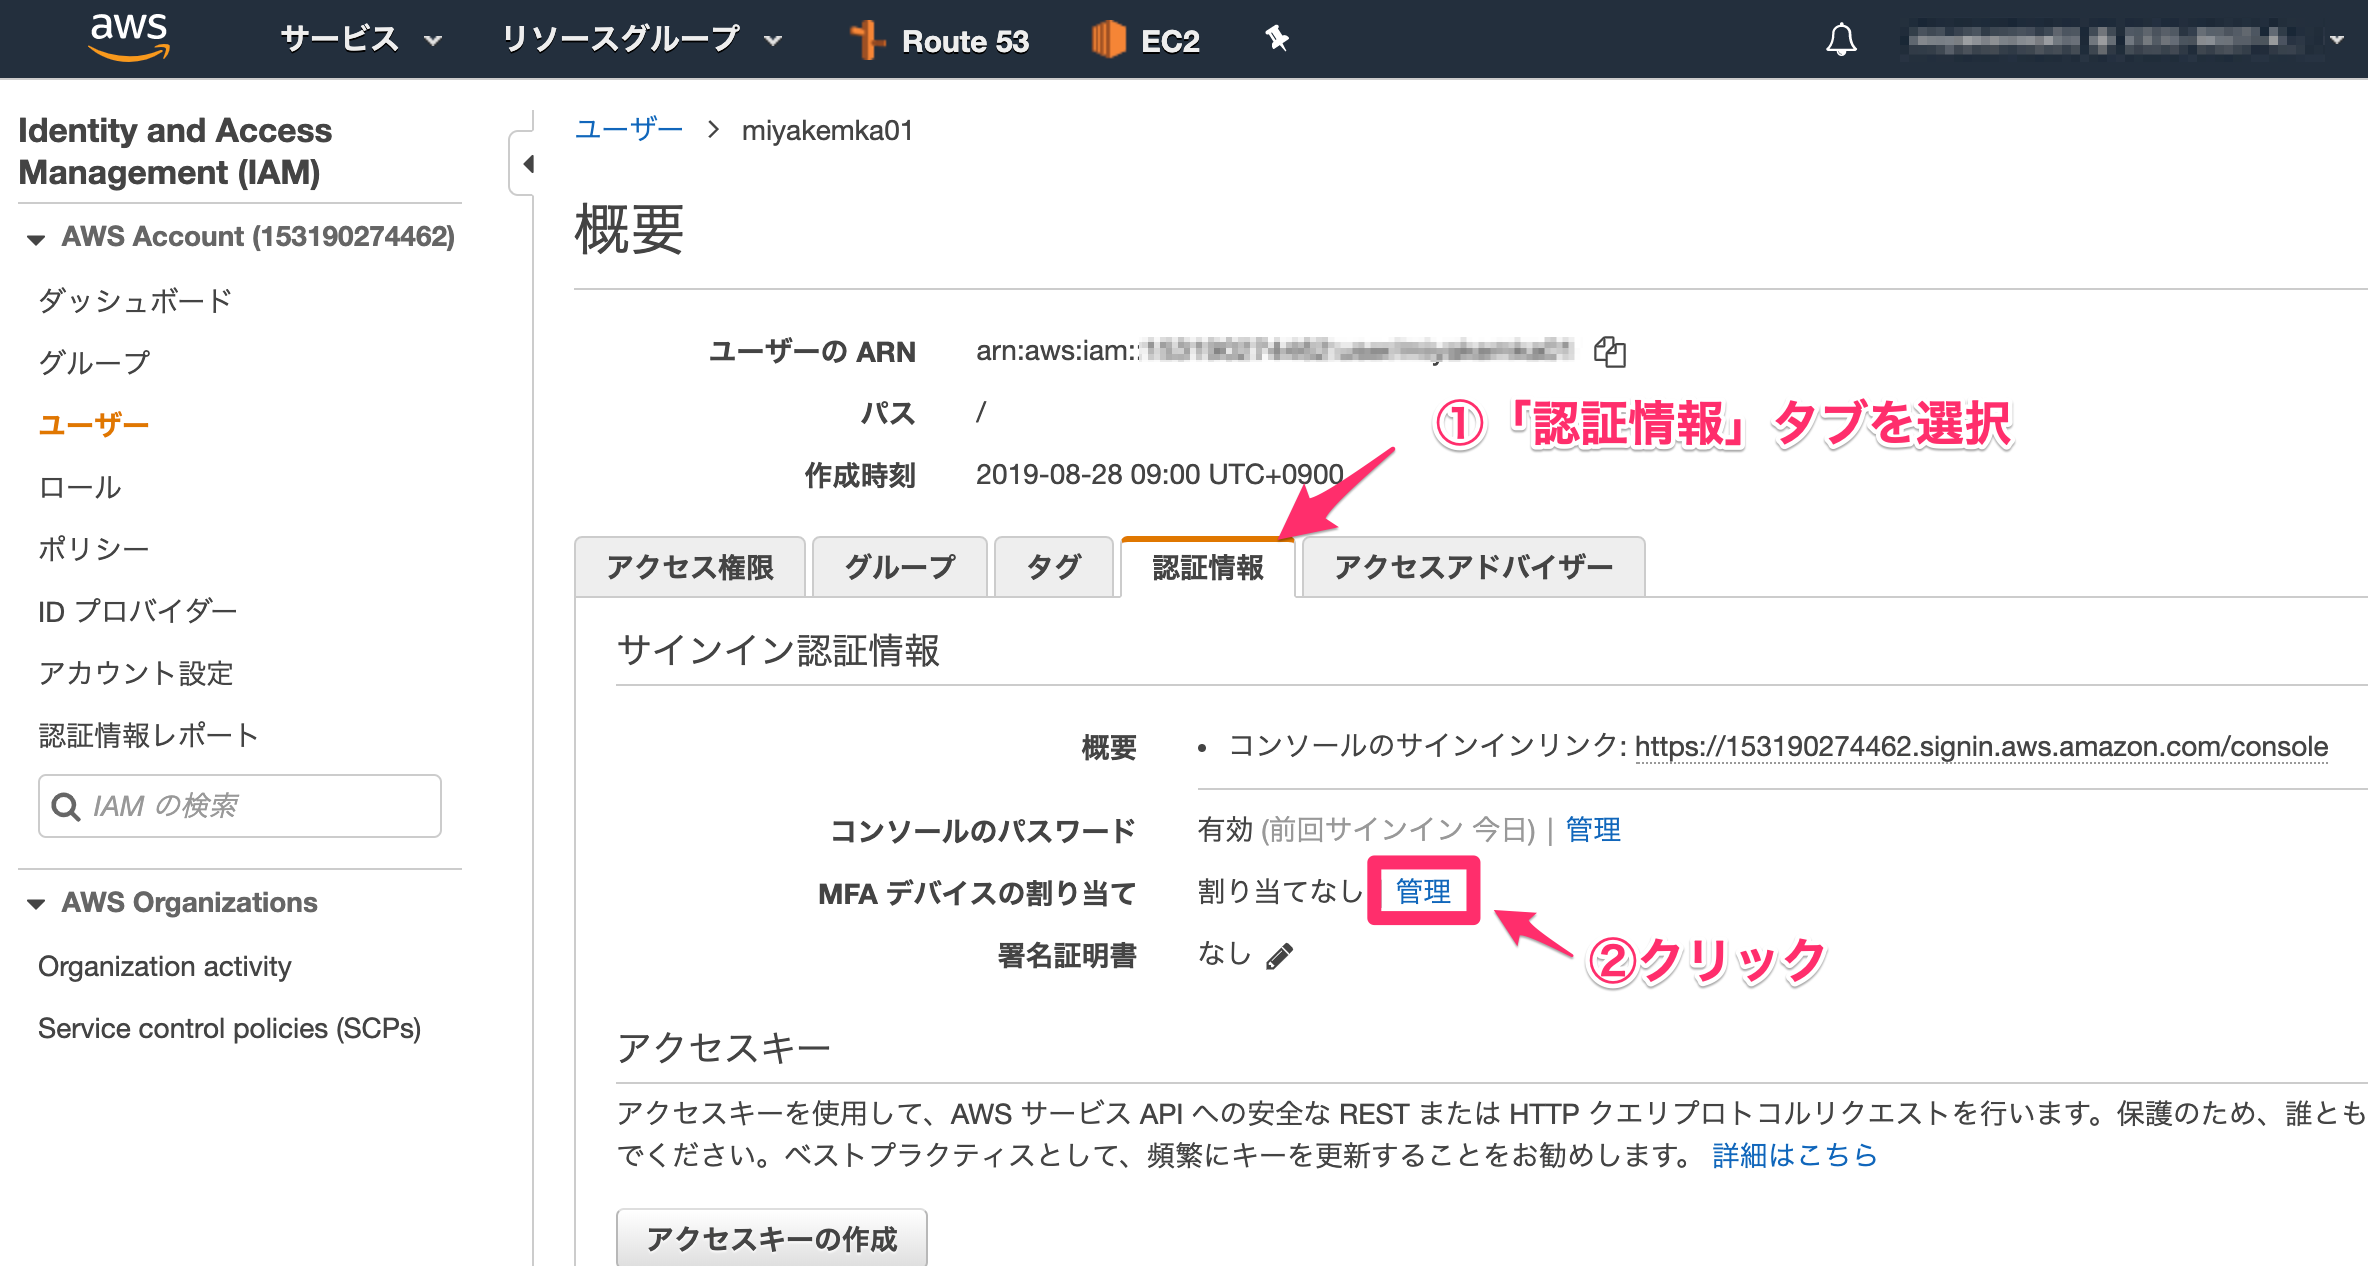 aws サービス リソースグループ Route 53 EC2
Identity and Access
Management (IAM)
AWS Account (153190274462)
ダッシュボード
グループ
ユーザー
ロール
ポリシー
ID プロバイダー
アカウント設定
認証情報レポート
IAM の検索
AWS Organizations
Organization activity
Service control policies (SCPs)
ユーザー > miyakemka01
概要
ユーザーの ARN arn:aws:iam::
パス /
作成時刻 2019-08-28 09:00 UTC+0900
①「認証情報」タブを選択
アクセス権限 グループ タグ 認証情報 アクセスアドバイザー
サインイン認証情報
概要 • コンソールのサインインリンク: https://153190274462.signin.aws.amazon.com/console
コンソールのパスワード 有効 (前回サインイン 今日) | 管理
MFA デバイスの割り当て 割り当てなし 管理
②クリック
署名証明書 なし
アクセスキー
アクセスキーを使用して、AWS サービス API への安全な REST または HTTP クエリプロトコルリクエストを行います。保護のため、誰とも
でください。ベストプラクティスとして、頻繁にキーを更新することをお勧めします。 詳細はこちら
アクセスキーの作成